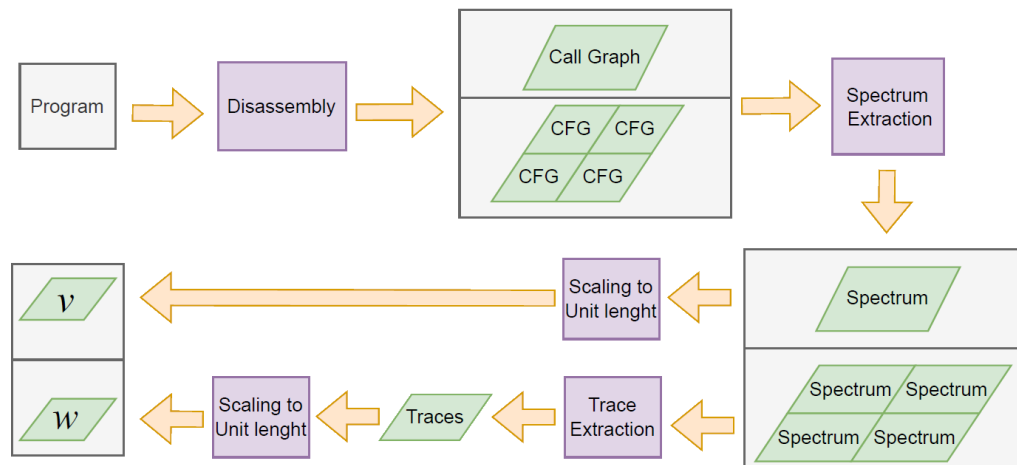 Program
Disassembly
Call Graph
CFG CFG
CFG CFG
Spectrum
Extraction
v
Scaling to
Unit lenght
Spectrum
w
Scaling to
Unit lenght
Traces
Trace
Extraction
Spectrum Spectrum
Spectrum Spectrum